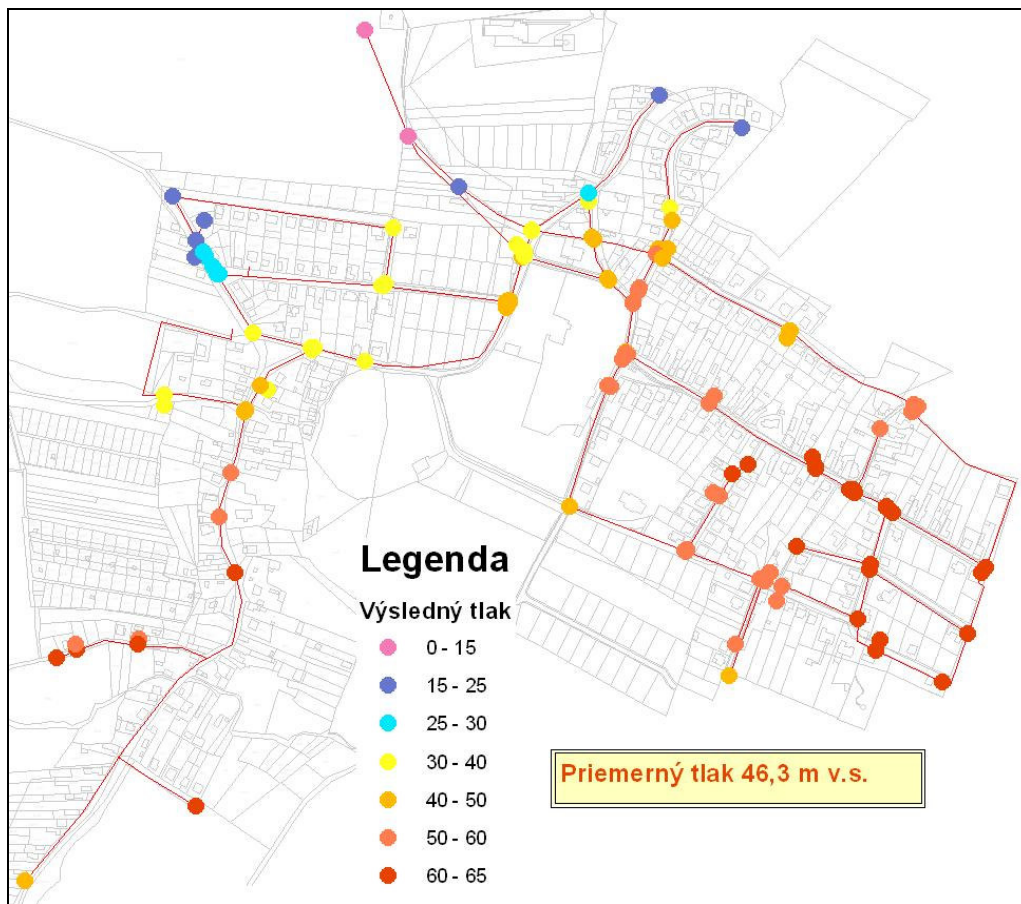 Legenda
Výsledný tlak
0 - 15
15 - 25
25 - 30
30 - 40
40 - 50
50 - 60
60 - 65
Priemerný tlak 46,3 m v.s.